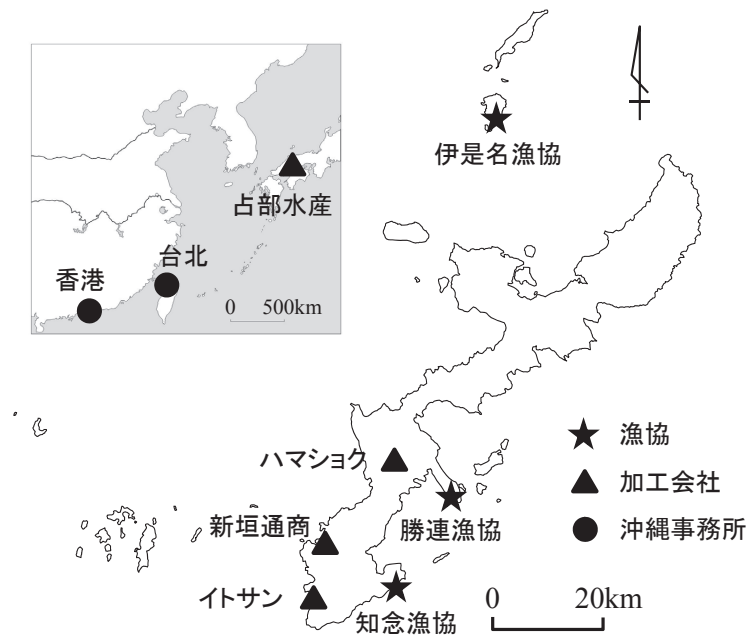 伊是名漁協
占部水産
台北
香港
0 500km
ハマショク
漁協
加工会社
新垣通商
勝連漁協
沖縄事務所
イトサン
知念漁協
0 20km